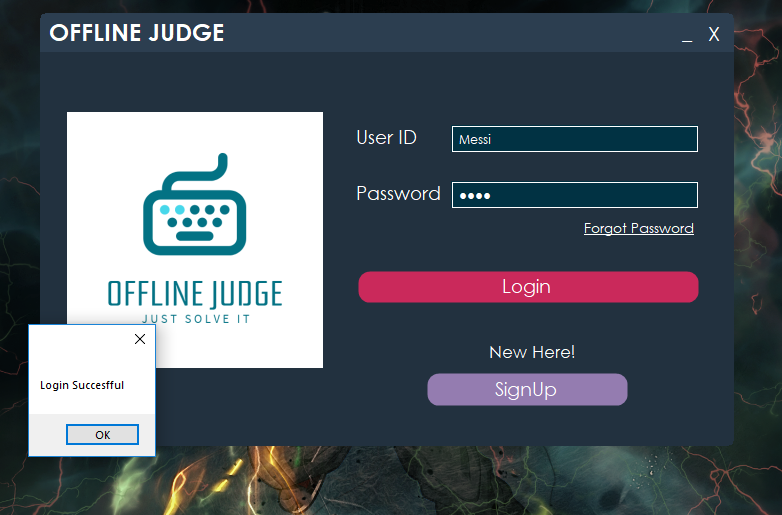 OFFLINE JUDGE
_ X
User ID
Messi
Password
••••
Forgot Password
OFFLINE JUDGE
JUST SOLVE IT
Login
New Here!
SignUp
Login Succesfful
OK